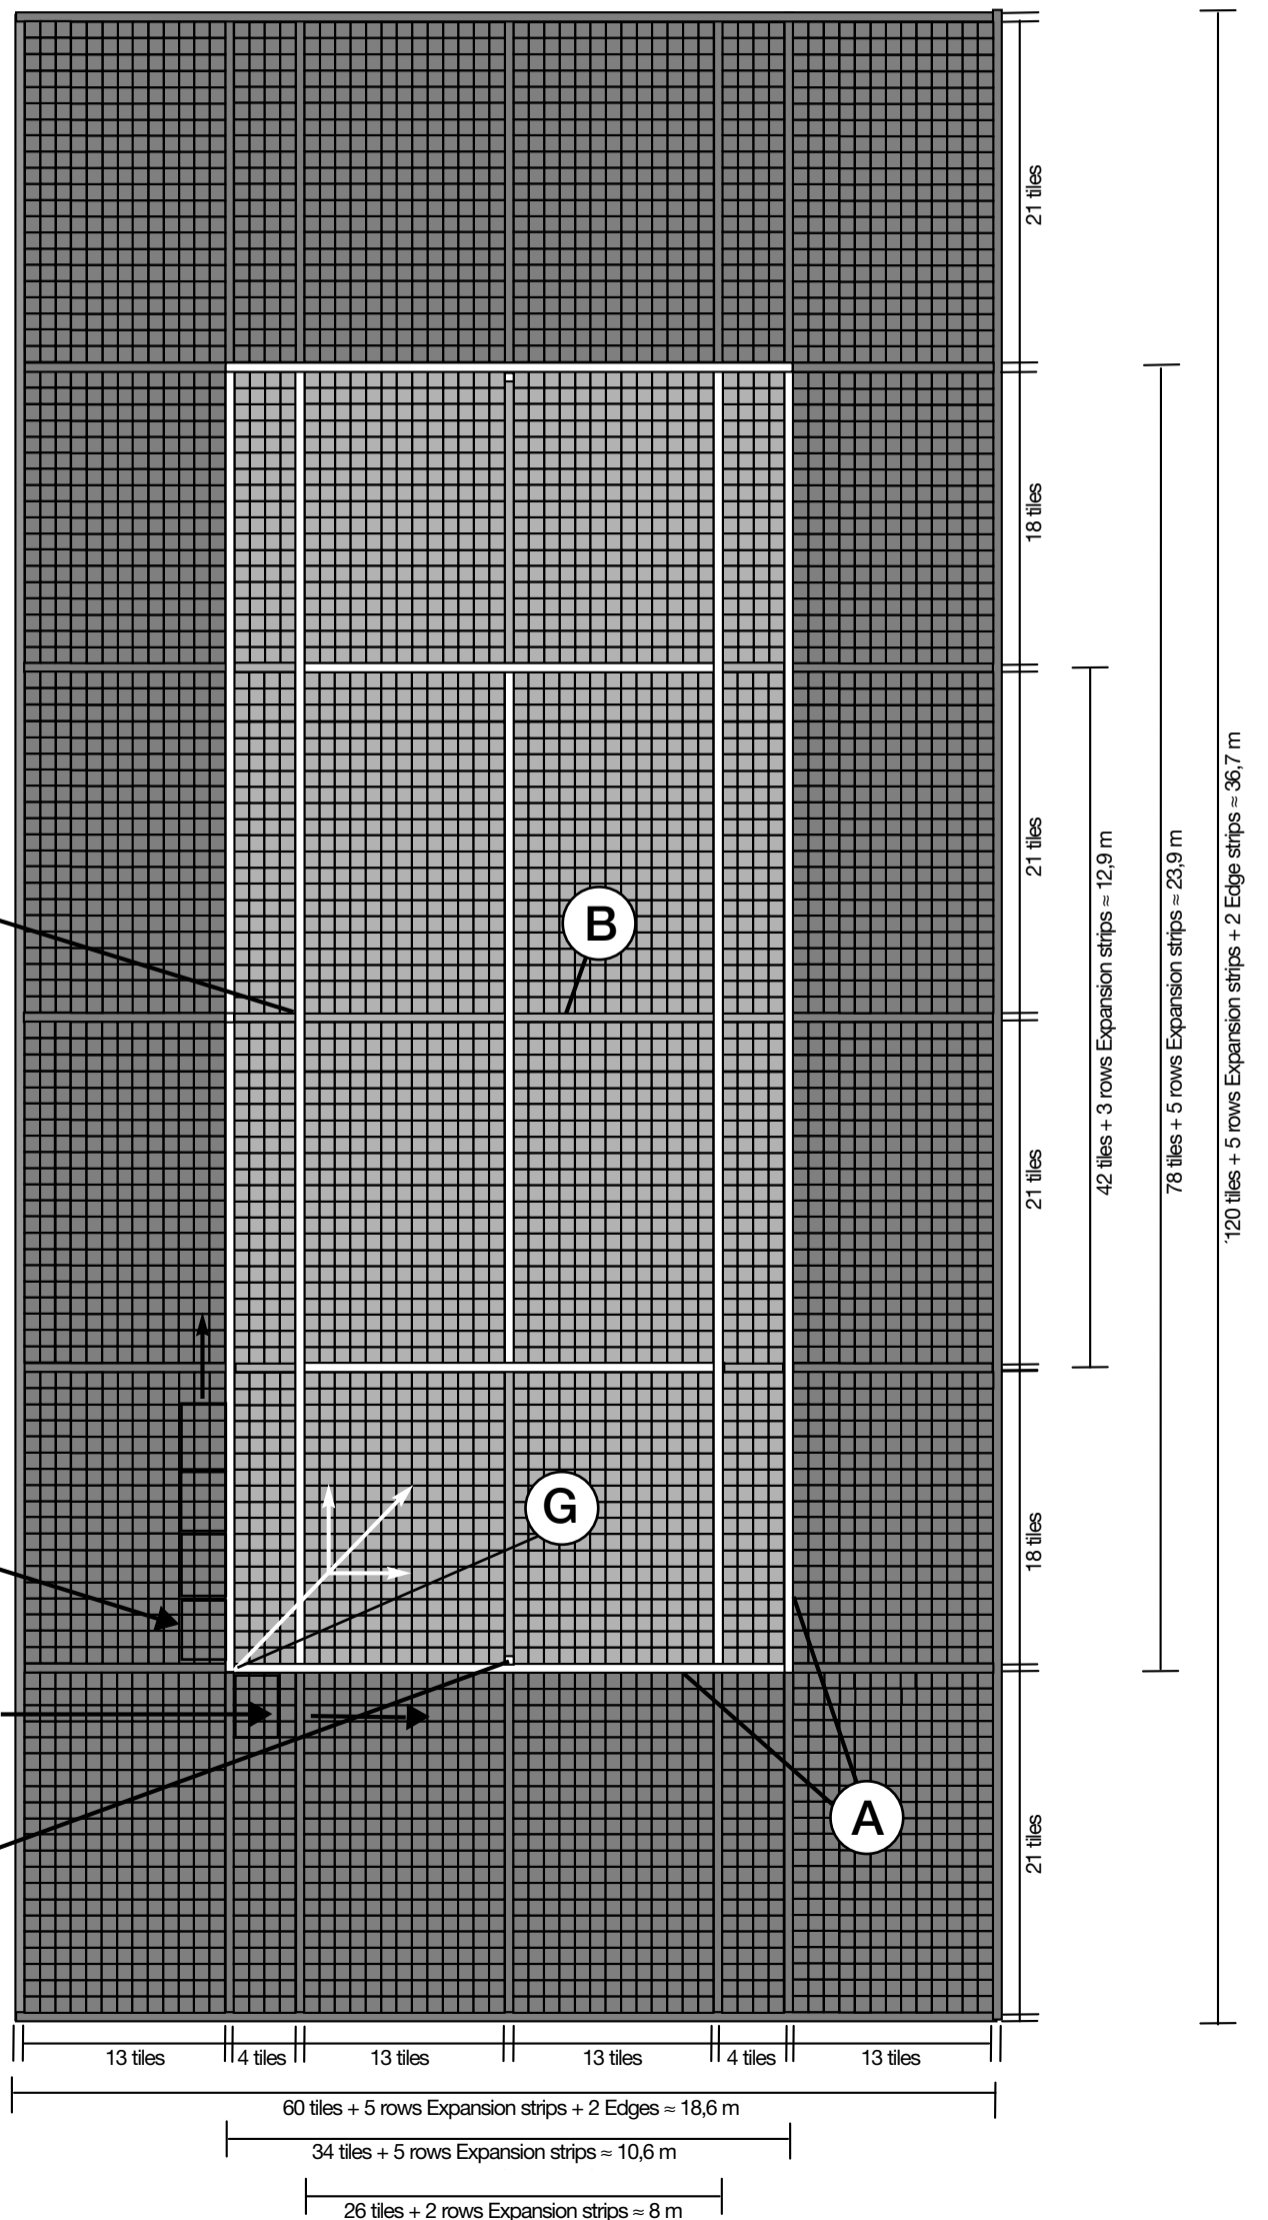 21 tiles
18 tiles
21 tiles
B
42 tiles + 3 rows Expansion strips ≈ 12,9 m
78 tiles + 5 rows Expansion strips ≈ 23,9 m
´120 tiles + 5 rows Expansion strips + 2 Edge strips ≈ 36,7 m
21 tiles
G
18 tiles
A
21 tiles
13 tiles
4 tiles
13 tiles
13 tiles
4 tiles
13 tiles
60 tiles + 5 rows Expansion strips + 2 Edges ≈ 18,6 m
34 tiles + 5 rows Expansion strips ≈ 10,6 m
26 tiles + 2 rows Expansion strips ≈ 8 m